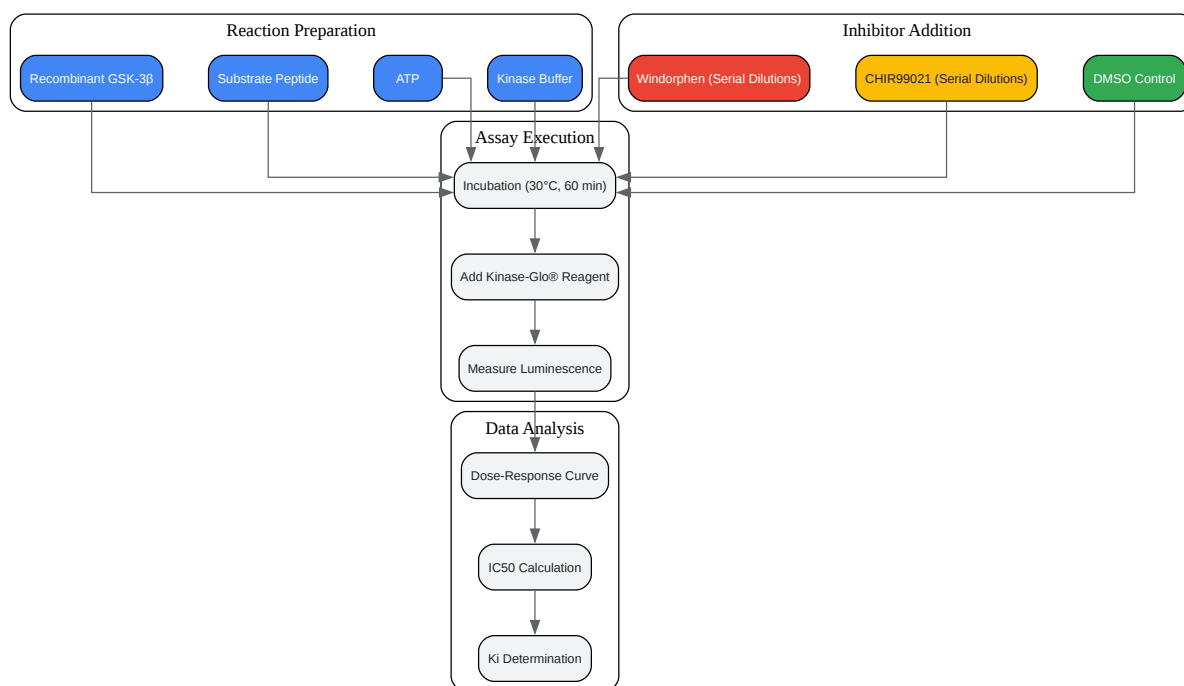 Reaction Preparation
Inhibitor Addition
Recombinant GSK-3β
Substrate Peptide
ATP
Kinase Buffer
Windorphen (Serial Dilutions)
CHIR99021 (Serial Dilutions)
DMSO Control
Assay Execution
Incubation (30°C, 60 min)
Add Kinase-Glo® Reagent
Measure Luminescence
Data Analysis
Dose-Response Curve
IC50 Calculation
Ki Determination